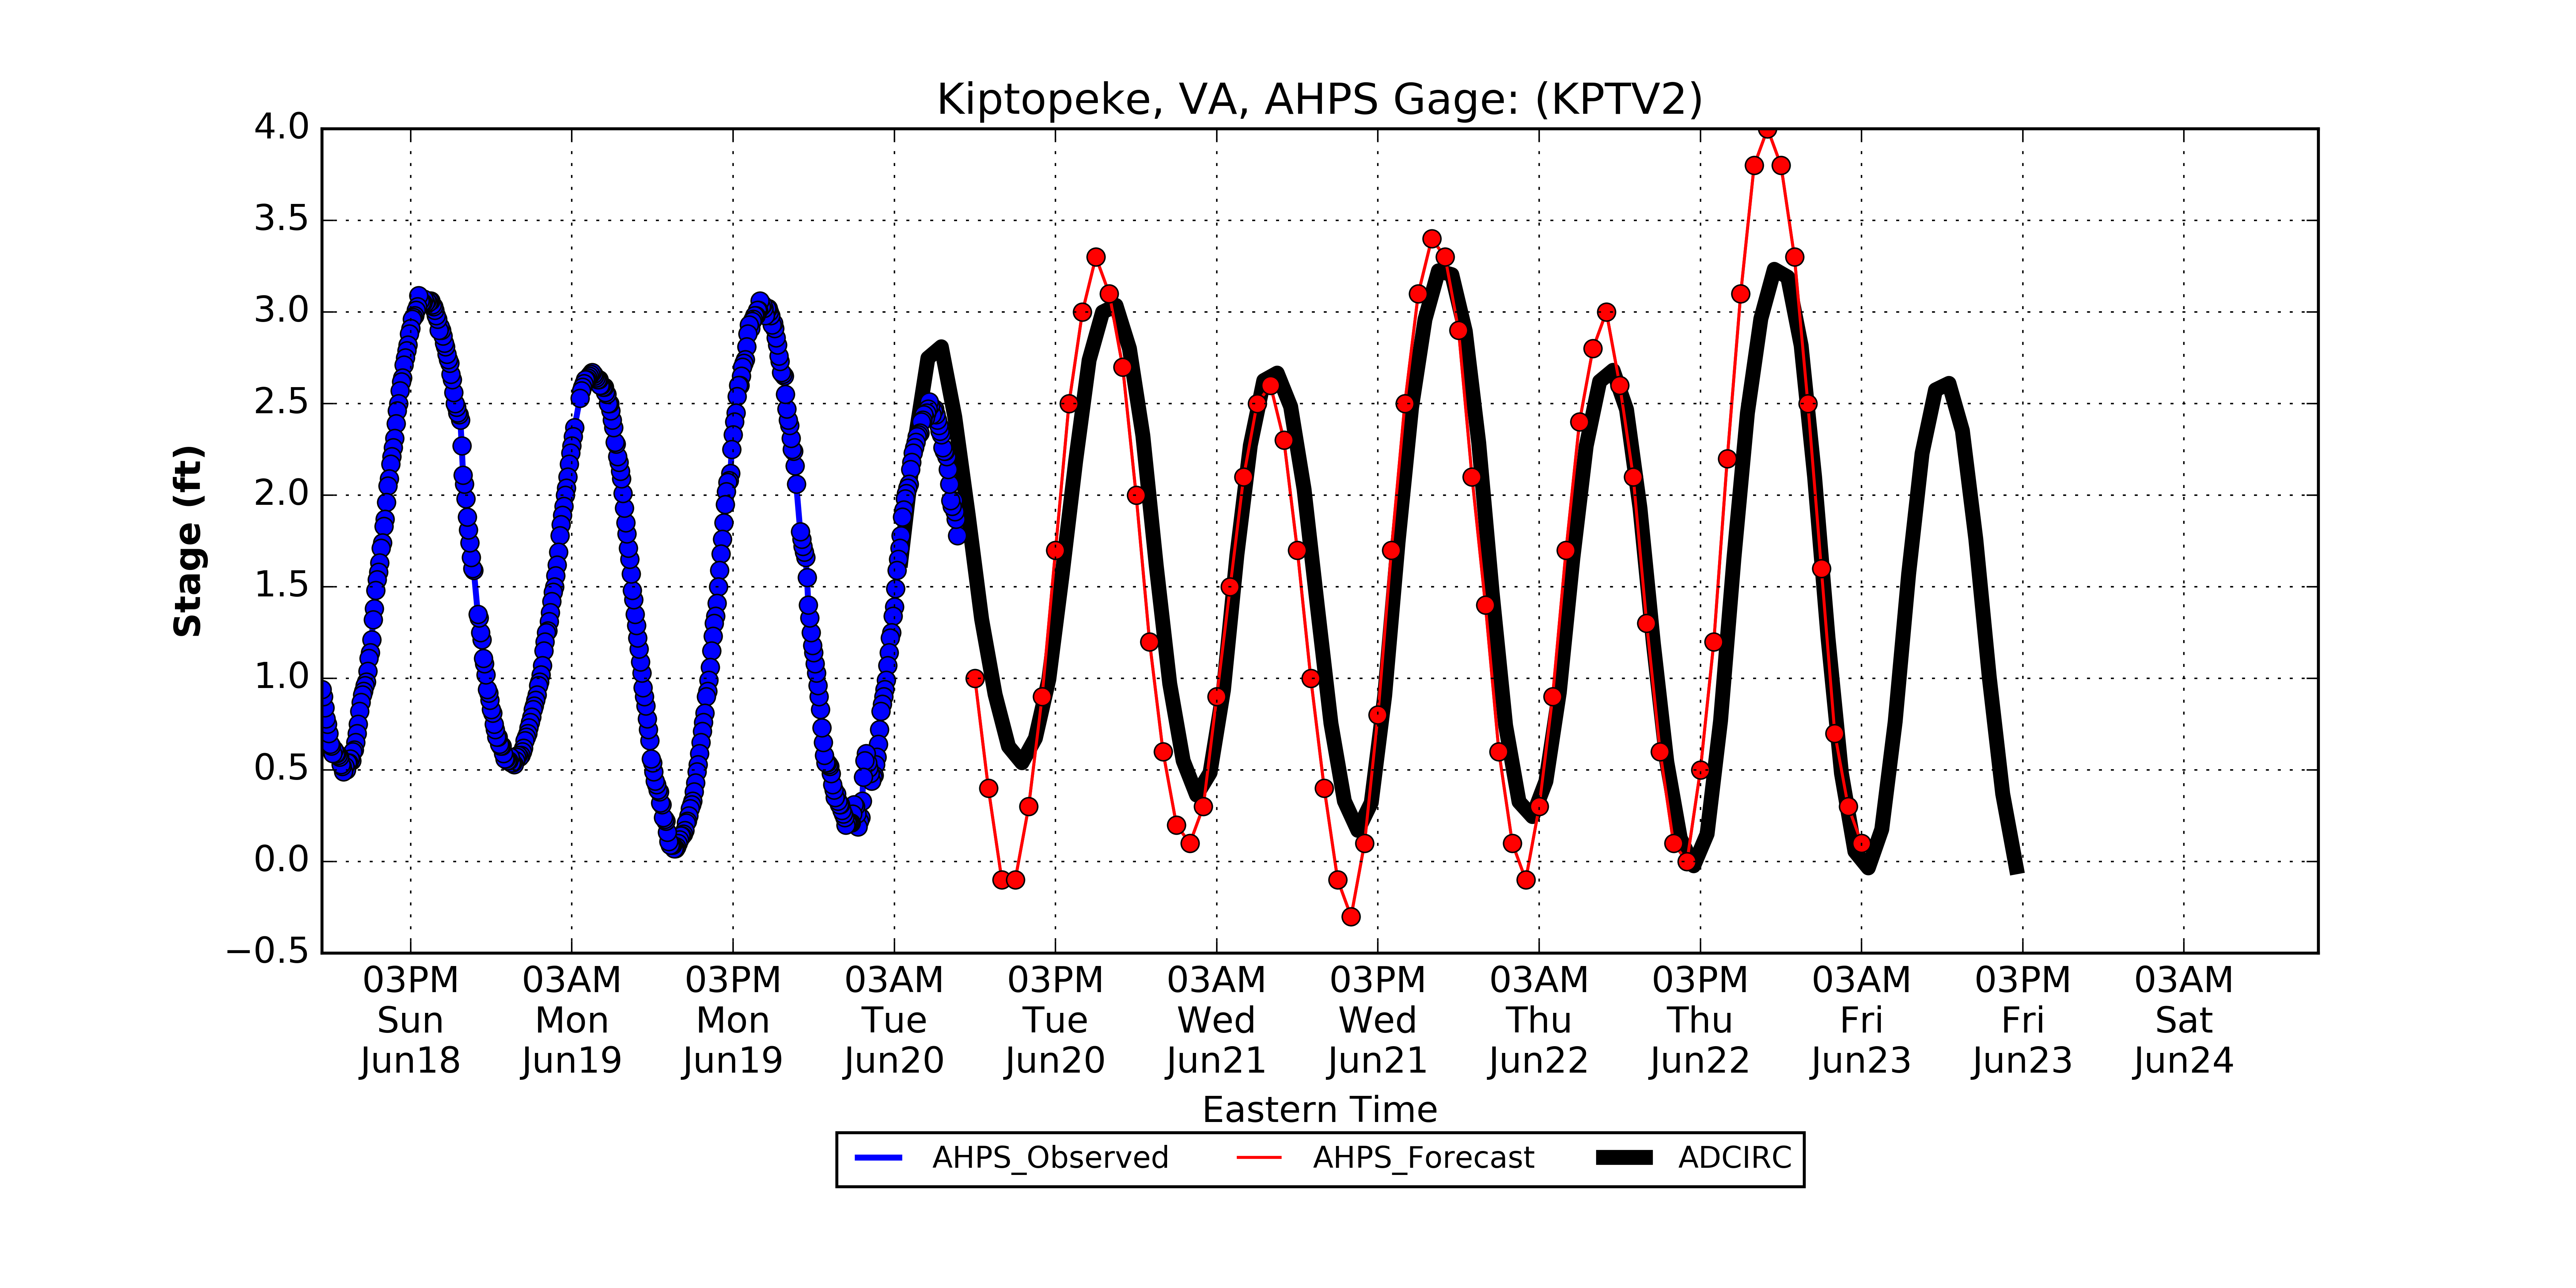 Kiptopeke, VA, AHPS Gage: (KPTV2)
4.0
3.5
3.0
2.5
2.0
1.5
1.0
0.5
0.0
−0.5
Stage (ft)
03PM 03AM 03PM 03AM 03PM 03AM 03PM 03AM 03PM 03AM 03PM 03AM
Sun Mon Mon Tue Tue Wed Wed Thu Thu Fri Fri Sat
Jun18 Jun19 Jun19 Jun20 Jun20 Jun21 Jun21 Jun22 Jun22 Jun23 Jun23 Jun24
Eastern Time
AHPS_Observed AHPS_Forecast ADCIRC